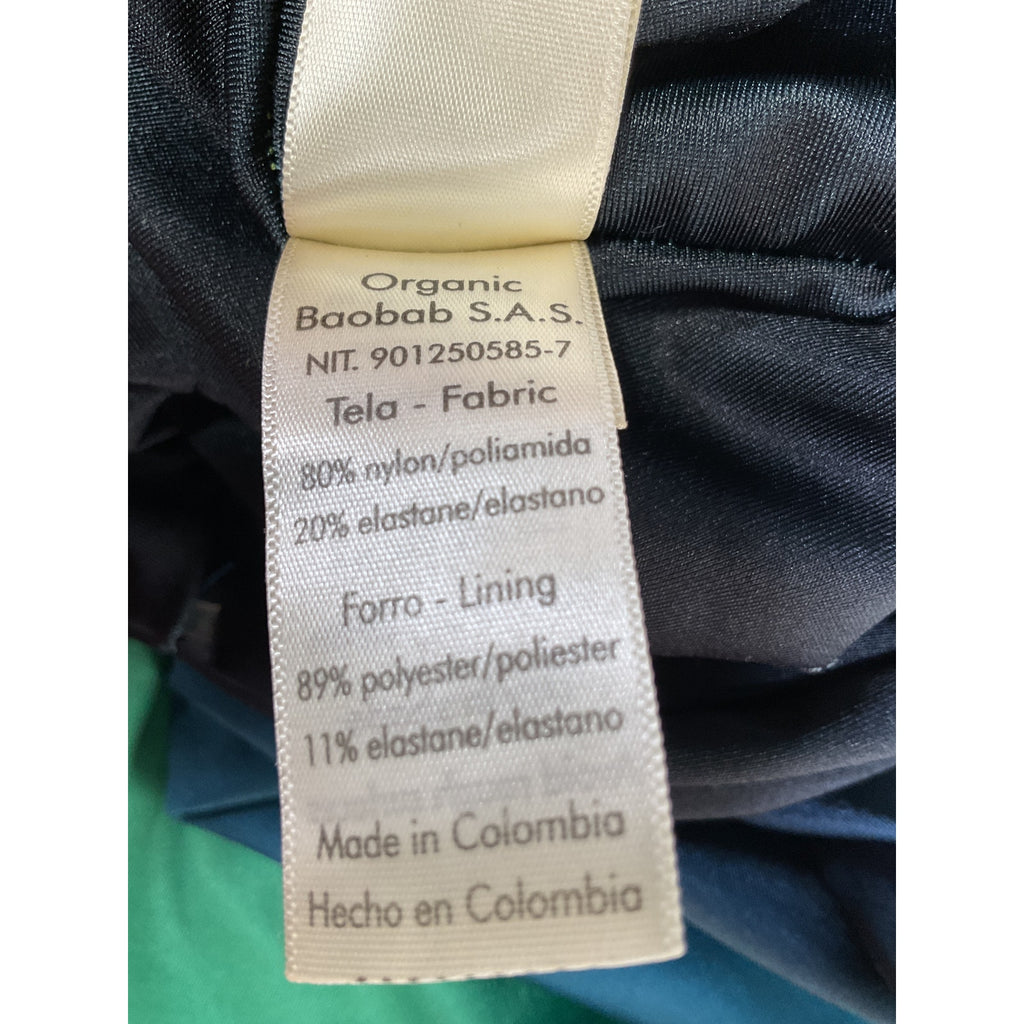 Organic
Baobab S.A.S.
NIT. 901250585-7
Tela - Fabric
80% nylon/poliamida
20% elastane/elastano
Forro - Lining
89% polyester/poliester
11% elastane/elastano
Made in Colombia
Hecho en Colombia